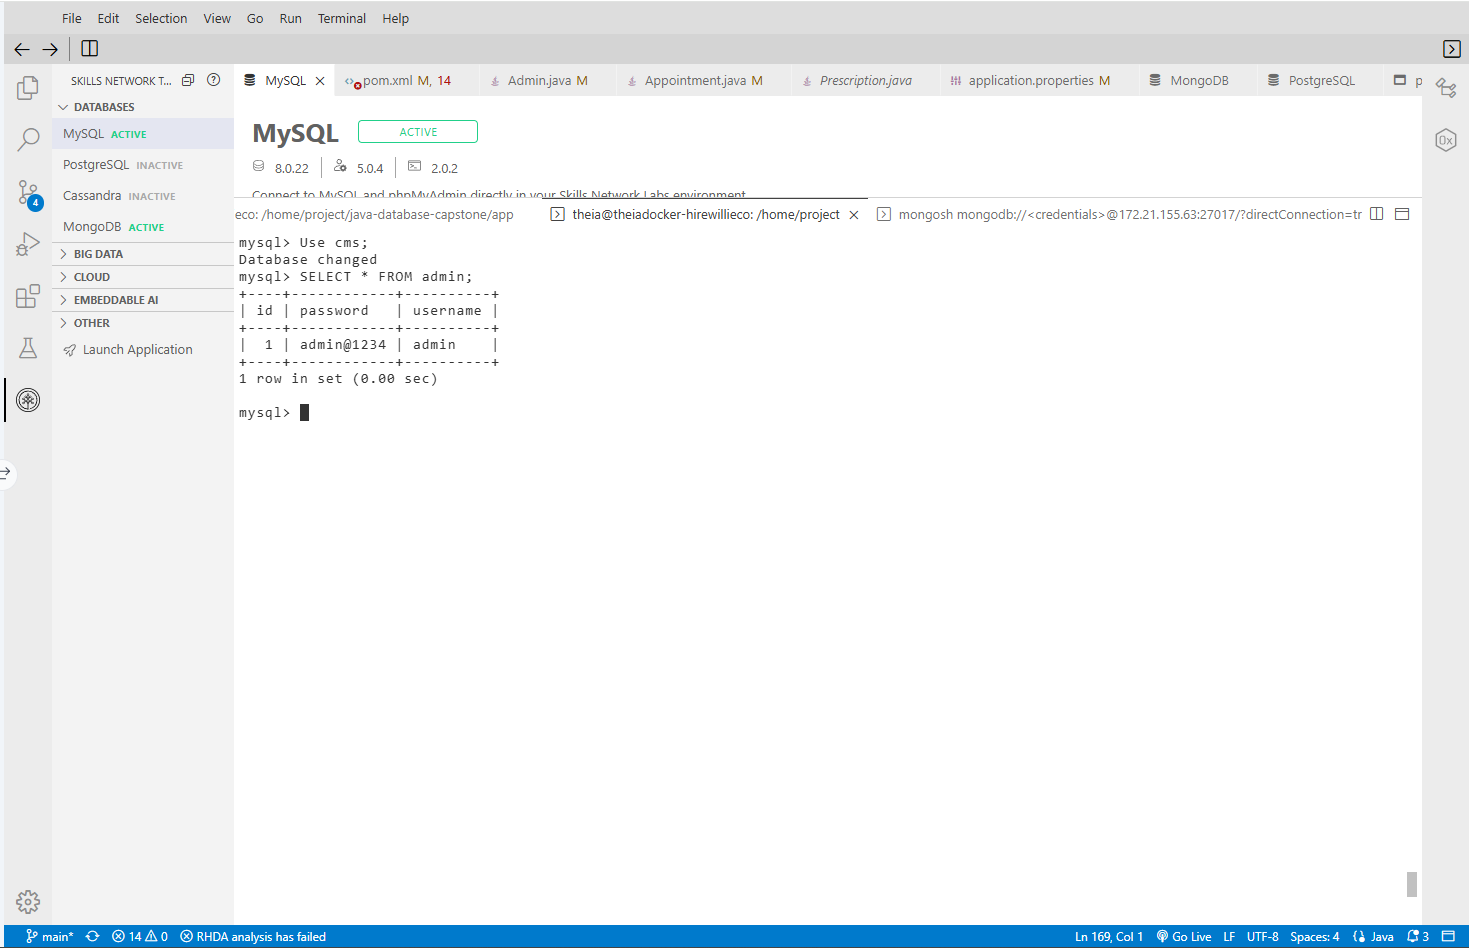 File Edit Selection View Go Run Terminal Help
SKILLS NETWORK T...
DATABASES
MySQL ACTIVE
PostgreSQL INACTIVE
Cassandra INACTIVE
MongoDB ACTIVE
BIG DATA
CLOUD
EMBEDDABLE AI
OTHER
Launch Application
4
MySQL pom.xml M, 14 Admin.java M Appointment.java M Prescription.java application.properties M MongoDB PostgreSQL p
MySQL ACTIVE
8.0.22 5.0.4 2.0.2
Connect to MySQL and phpMyAdmin directly in your Skills Network Labs environment
eco: /home/project/java-database-capstone/app theia@theiadocker-hirewillieco: /home/project mongosh mongodb://<credentials>@172.21.155.63:27017/?directConnection=tr
mysql> Use cms;
Database changed
mysql> SELECT * FROM admin;
+----+------------+----------+
| id | password   | username |
+----+------------+----------+
|  1 | admin@1234 | admin    |
+----+------------+----------+
1 row in set (0.00 sec)
mysql>
0x
main* 14 0 RHDA analysis has failed Ln 169, Col 1 Go Live LF UTF-8 Spaces: 4 Java 3